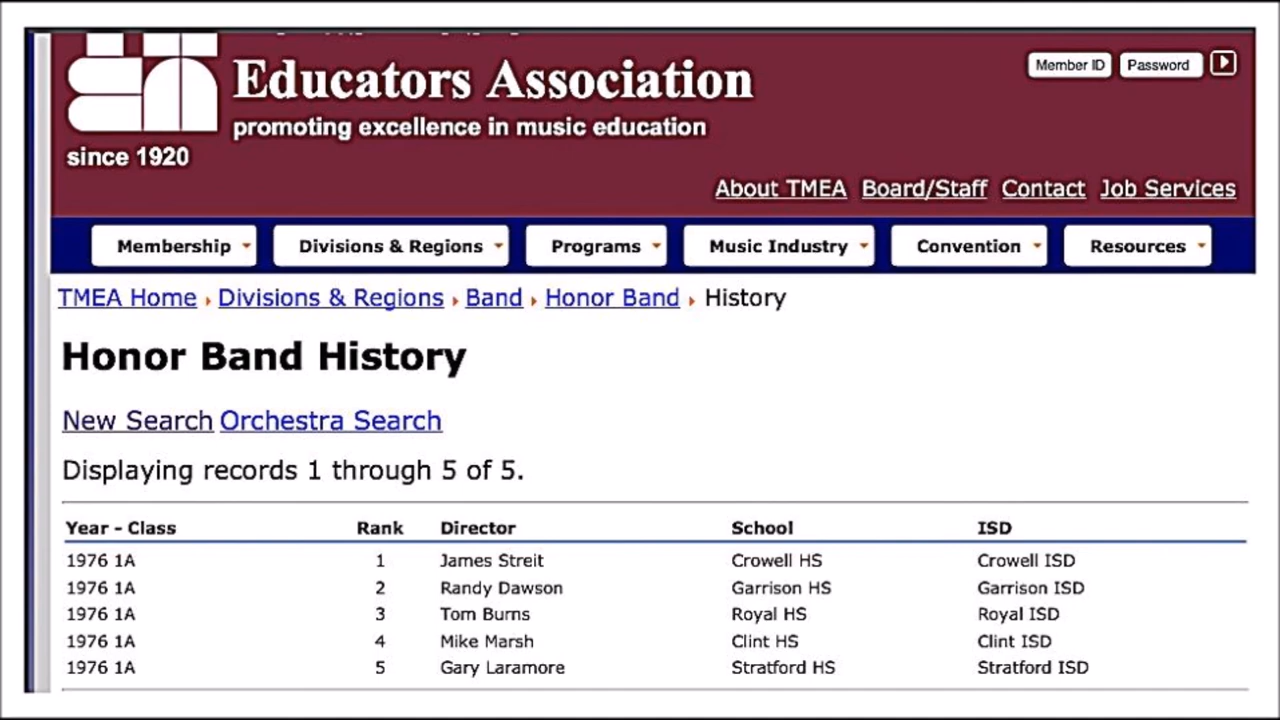 Educators Association
Member ID Password
promoting excellence in music education
since 1920
About TMEA Board/Staff Contact Job Services
Membership Divisions & Regions Programs Music Industry Convention Resources
TMEA Home Divisions & Regions Band Honor Band History
Honor Band History
New Search Orchestra Search
Displaying records 1 through 5 of 5.
Year - Class Rank Director School ISD
1976 1A 1 James Streit Crowell HS Crowell ISD
1976 1A 2 Randy Dawson Garrison HS Garrison ISD
1976 1A 3 Tom Burns Royal HS Royal ISD
1976 1A 4 Mike Marsh Clint HS Clint ISD
1976 1A 5 Gary Laramore Stratford HS Stratford ISD